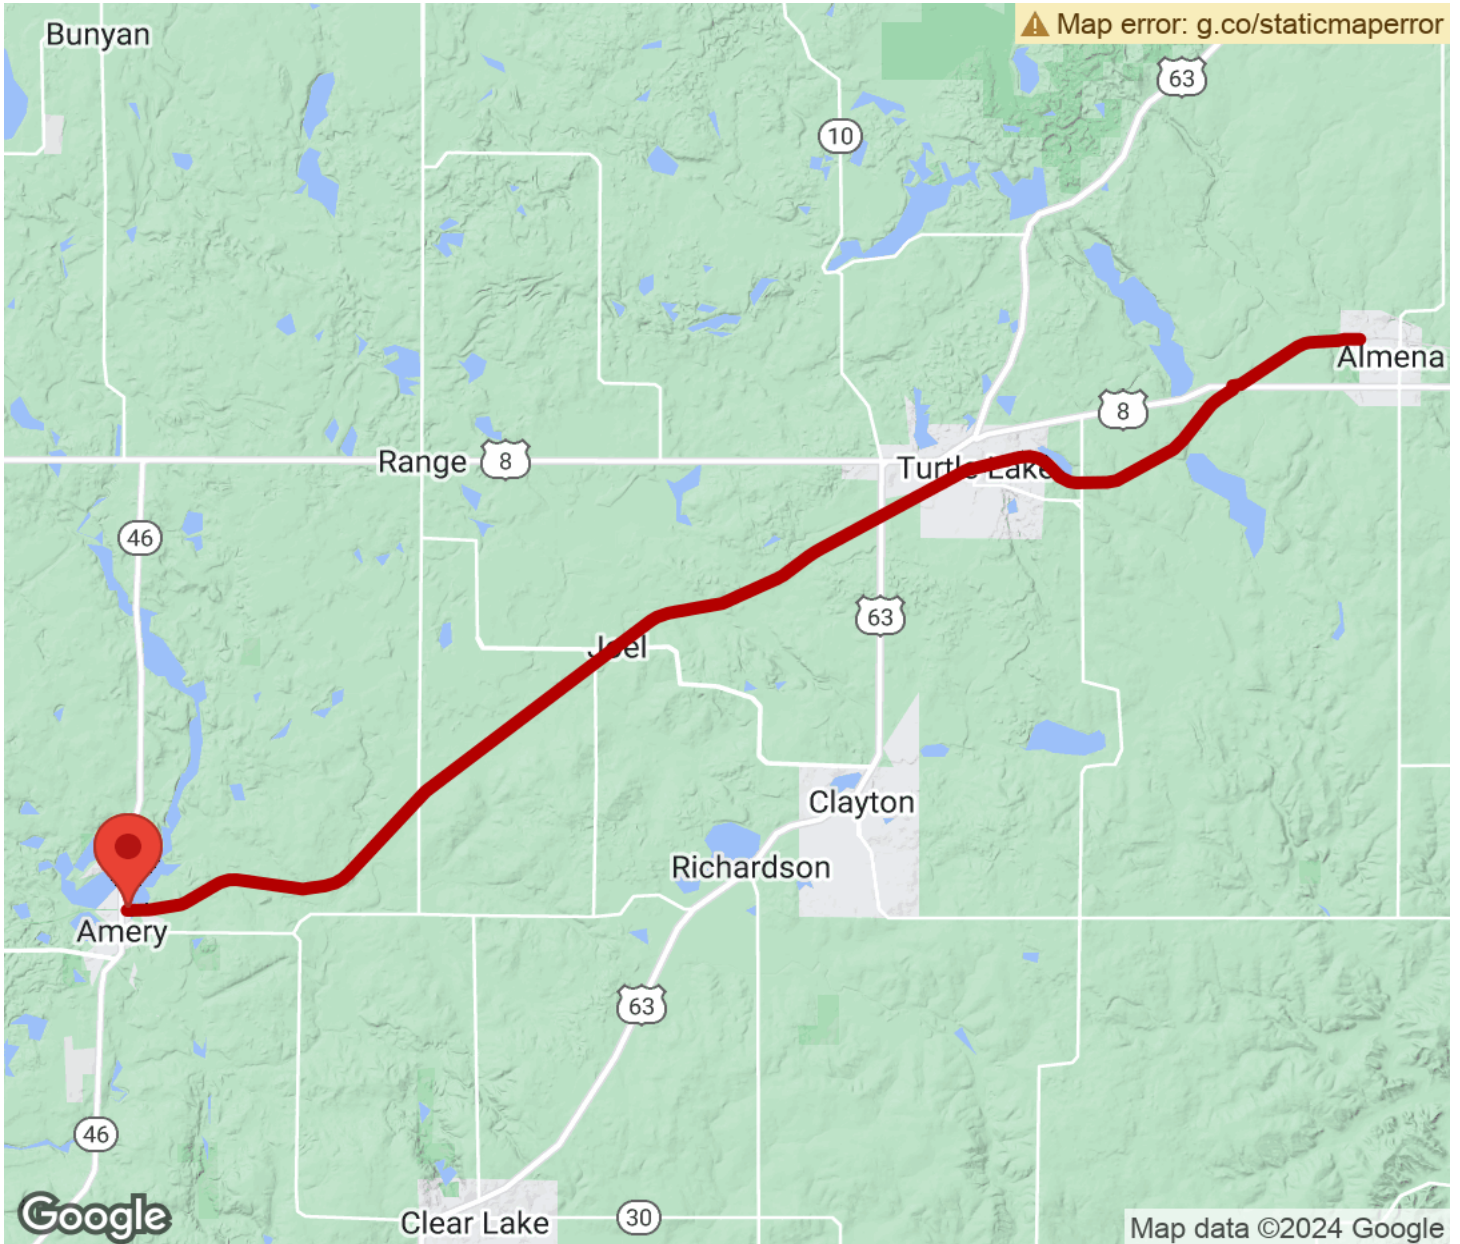 Bunyan
Map error: g.co/staticmaperror
63
10
Almena
8
Range
8
Turtle Lake
46
63
Joel
Clayton
Richardson
Amery
63
46
Google
Clear Lake
30
Map data ©2024 Google